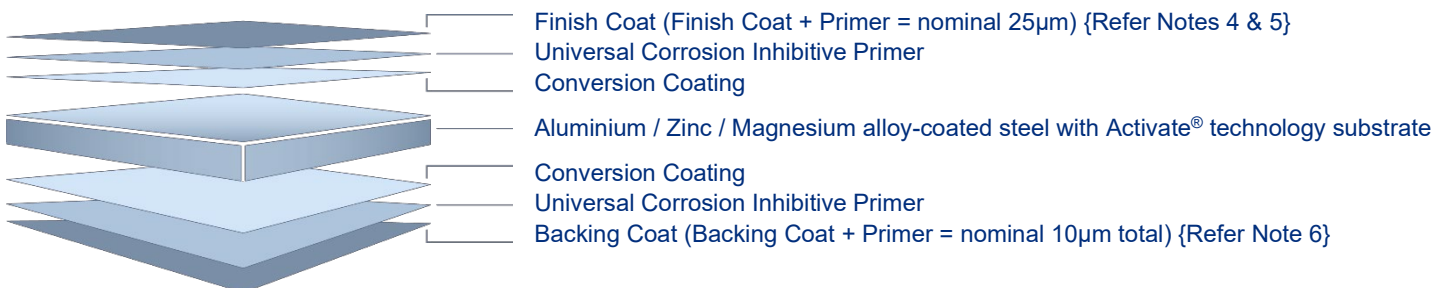 Finish Coat (Finish Coat + Primer = nominal 25µm) {Refer Notes 4 & 5}
Universal Corrosion Inhibitive Primer
Conversion Coating
Aluminium / Zinc / Magnesium alloy-coated steel with Activate® technology substrate
Conversion Coating
Universal Corrosion Inhibitive Primer
Backing Coat (Backing Coat + Primer = nominal 10µm total) {Refer Note 6}